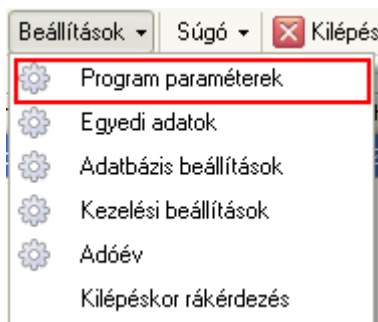 Beállítások Súgó Kilépés
Program paraméterek
Egyedi adatok
Adatbázis beállítások
Kezelési beállítások
Adóév
Kilépéskor rákérdezés